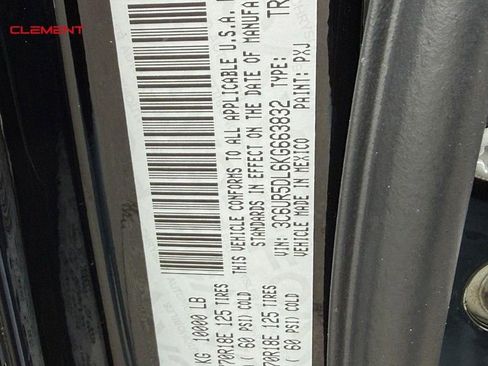 CLEMENT
KG 10000 LB
70R18E 125 TIRES
( 60 PSI) COLD
THIS VEHICLE CONFORMS TO ALL APPLICABLE U.S.A.
STANDARDS IN EFFECT ON THE DATE OF MANUFA
VIN: 3C6UR5DL6KG663832 TYPE: TR
VEHICLE MADE IN MEXICO PAINT: PXJ
70R18E 125 TIRES
( 60 PSI) COLD